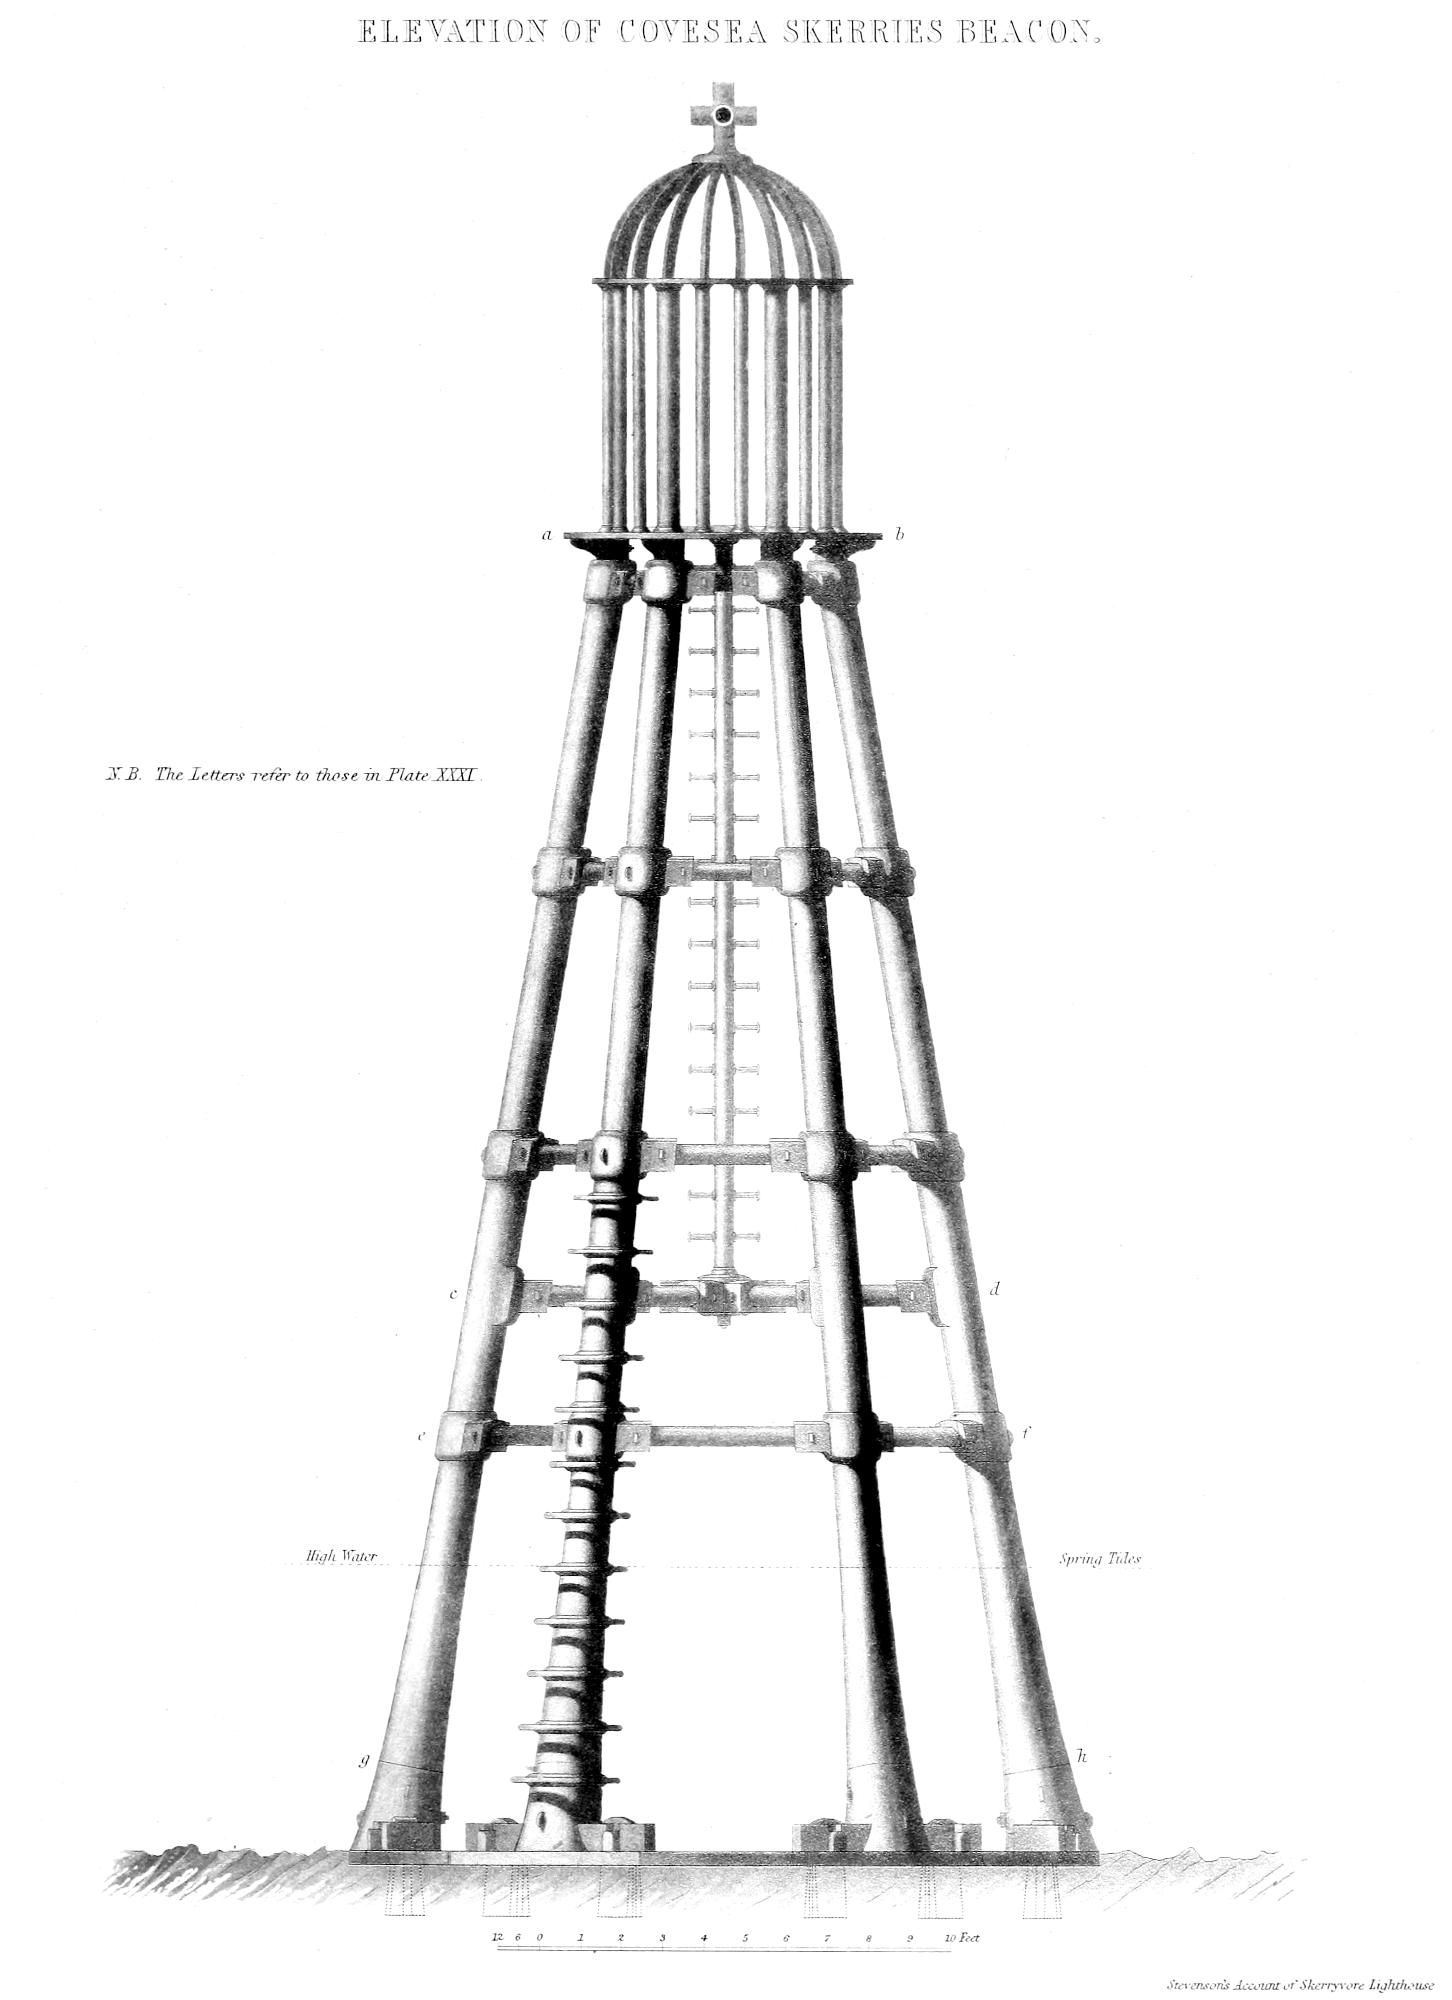 ELEVATION OF COVESEA SKERRIES BEACON.
a b
N.B. The Letters refer to those in Plate XXXI.
c d
e f
High Water Spring Tides
g h
12 6 0 1 2 3 4 5 6 7 8 9 10 Feet
Stevenson's Account of Skerryvore Lighthouse